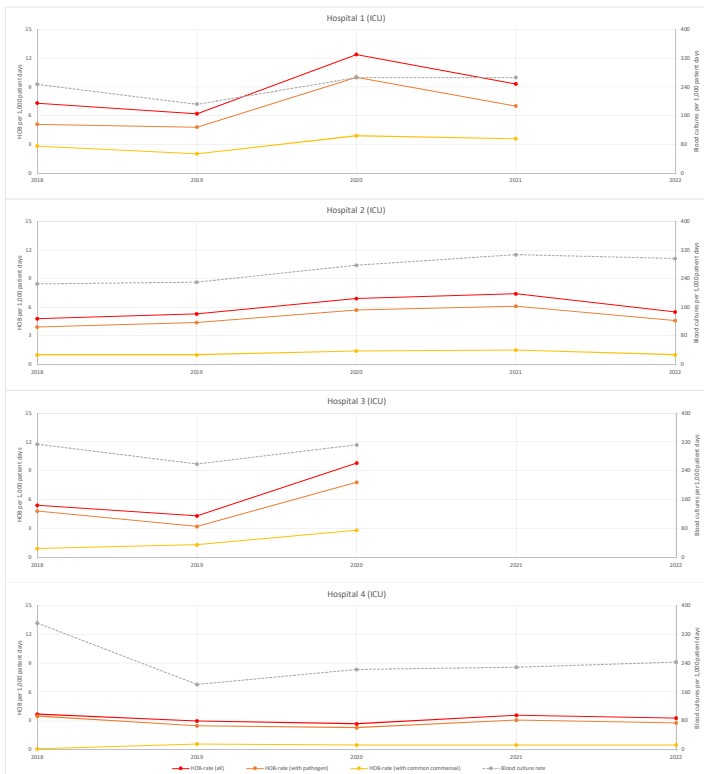 Hospital 1 (ICU)
HOB per 1,000 patient days
15
12
9
6
3
0
400
320
240
160
80
0
Blood cultures per 1,000 patient days
2018 2019 2020 2021 2022
Hospital 2 (ICU)
HOB per 1,000 patient days
15
12
9
6
3
0
400
320
240
160
80
0
Blood cultures per 1,000 patient days
2018 2019 2020 2021 2022
Hospital 3 (ICU)
HOB per 1,000 patient days
15
12
9
6
3
0
400
320
240
160
80
0
Blood cultures per 1,000 patient days
2018 2019 2020 2021 2022
Hospital 4 (ICU)
HOB per 1,000 patient days
15
12
9
6
3
0
400
320
240
160
80
0
Blood cultures per 1,000 patient days
2018 2019 2020 2021 2022
HOB-rate (all) HOB-rate (with pathogen) HOB-rate (with common commensal) Blood culture rate